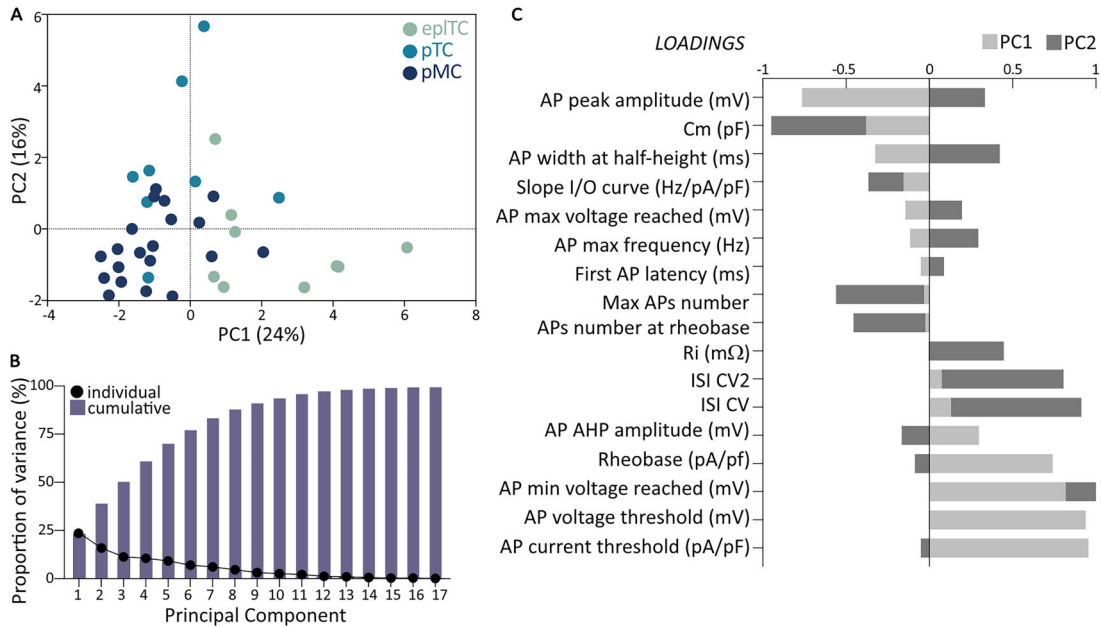 A
6
4
2
0
-2
PC2 (16%)
-4 -2 0 2 4 6 8
PC1 (24%)
eplTC
pTC
pMC
B
100
75
50
25
0
Proportion of variance (%)
individual
cumulative
1 2 3 4 5 6 7 8 9 10 11 12 13 14 15 16 17
Principal Component
C
LOADINGS
PC1 PC2
-1 -0.5 0 0.5 1
AP peak amplitude (mV)
Cm (pF)
AP width at half-height (ms)
Slope I/O curve (Hz/pA/pF)
AP max voltage reached (mV)
AP max frequency (Hz)
First AP latency (ms)
Max APs number
APs number at rheobase
Ri (mΩ)
ISI CV2
ISI CV
AP AHP amplitude (mV)
Rheobase (pA/pf)
AP min voltage reached (mV)
AP voltage threshold (mV)
AP current threshold (pA/pF)